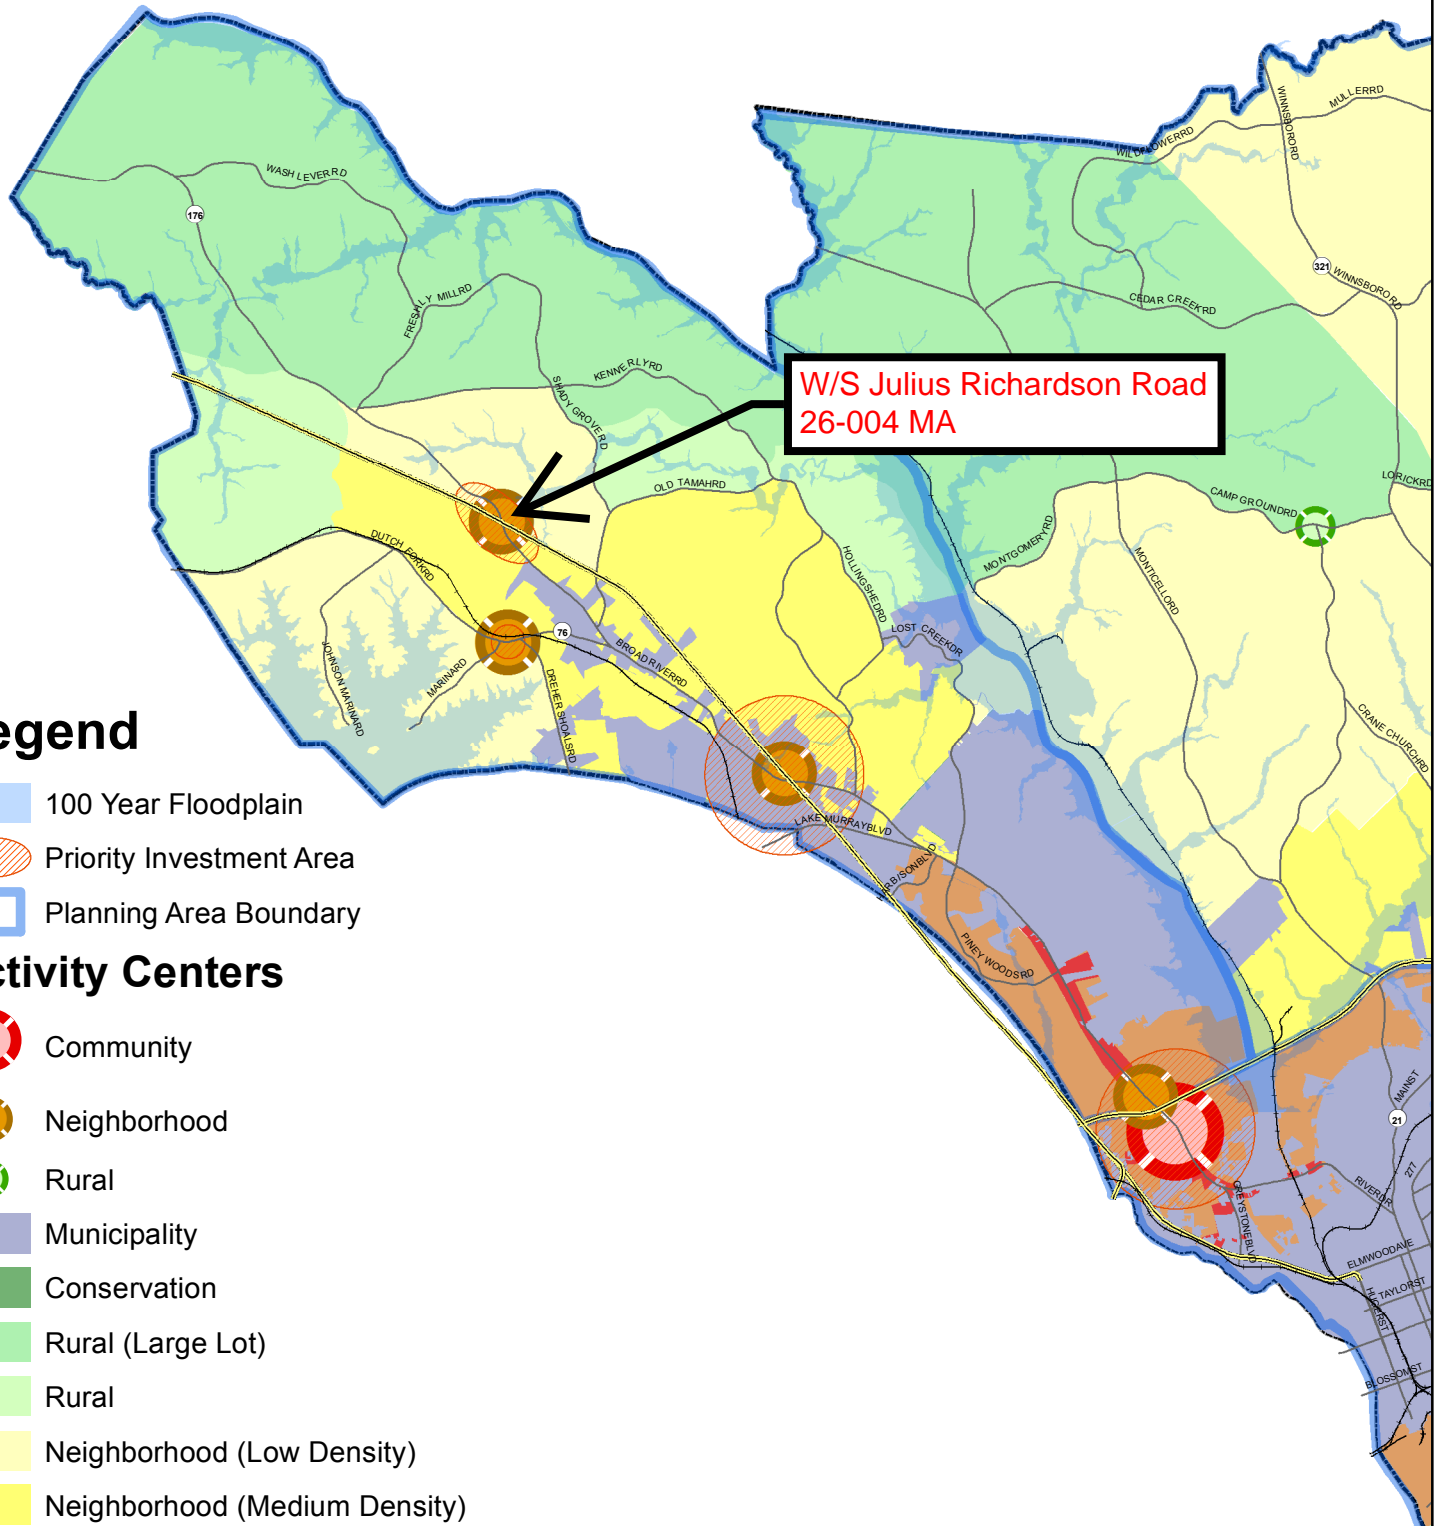 WASH LEVER RD
176
FRESHLY MILL RD
SHADY GROVE RD
KENNERLY RD
WILDFLOWER RD
WINNSBORO RD
MULLER RD
321
WINNSBORO RD
CEDAR CREEK RD
W/S Julius Richardson Road
26-004 MA
OLD TAMAH RD
CAMP GROUND RD
LORICK RD
MONTGOMERY RD
MONTICELLO RD
HOLLINGSHED RD
DUTCH FORK RD
LOST CREEK DR
76
BROAD RIVER RD
JOHNSON MARINA RD
MARINA RD
DREHER SHOALS RD
CRANE CHURCH RD
LAKE MURRAY BLVD
HARBISON BLVD
PINEY WOODS RD
MAIN ST
21
277
RIVER DR
GREYSTONE BLVD
ELMWOOD AVE
TAYLOR ST
HUGER ST
BLOSSOM ST
egend
100 Year Floodplain
Priority Investment Area
Planning Area Boundary
ctivity Centers
Community
Neighborhood
Rural
Municipality
Conservation
Rural (Large Lot)
Rural
Neighborhood (Low Density)
Neighborhood (Medium Density)